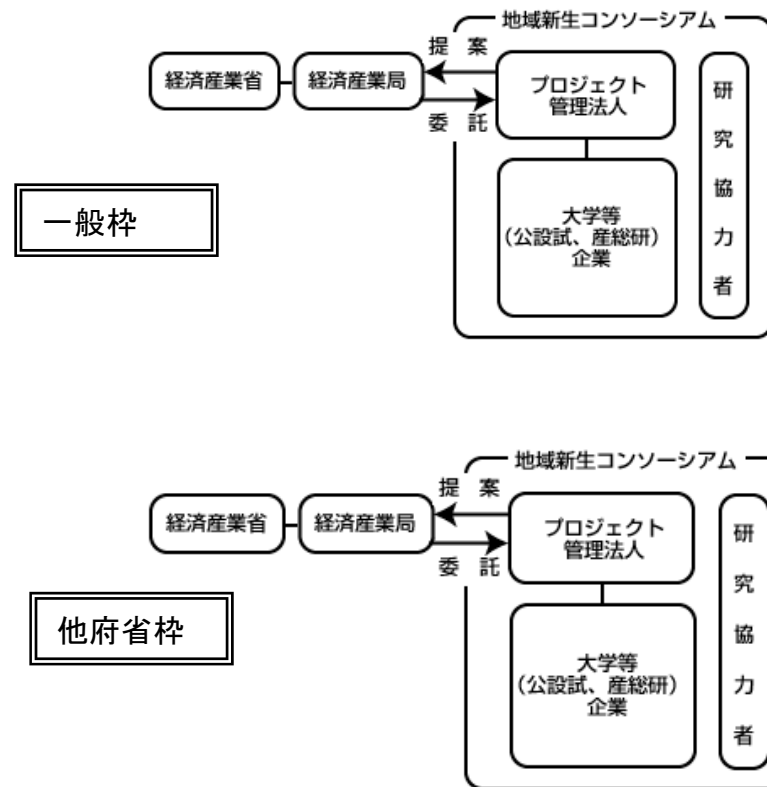 地域新生コンソーシアム
提 案
経済産業省
経済産業局
プロジェクト
管理法人
委 託
研究協力者
一般枠
大学等
(公設試、産総研)
企業
地域新生コンソーシアム
提 案
経済産業省
経済産業局
プロジェクト
管理法人
委 託
研究協力者
他府省枠
大学等
(公設試、産総研)
企業